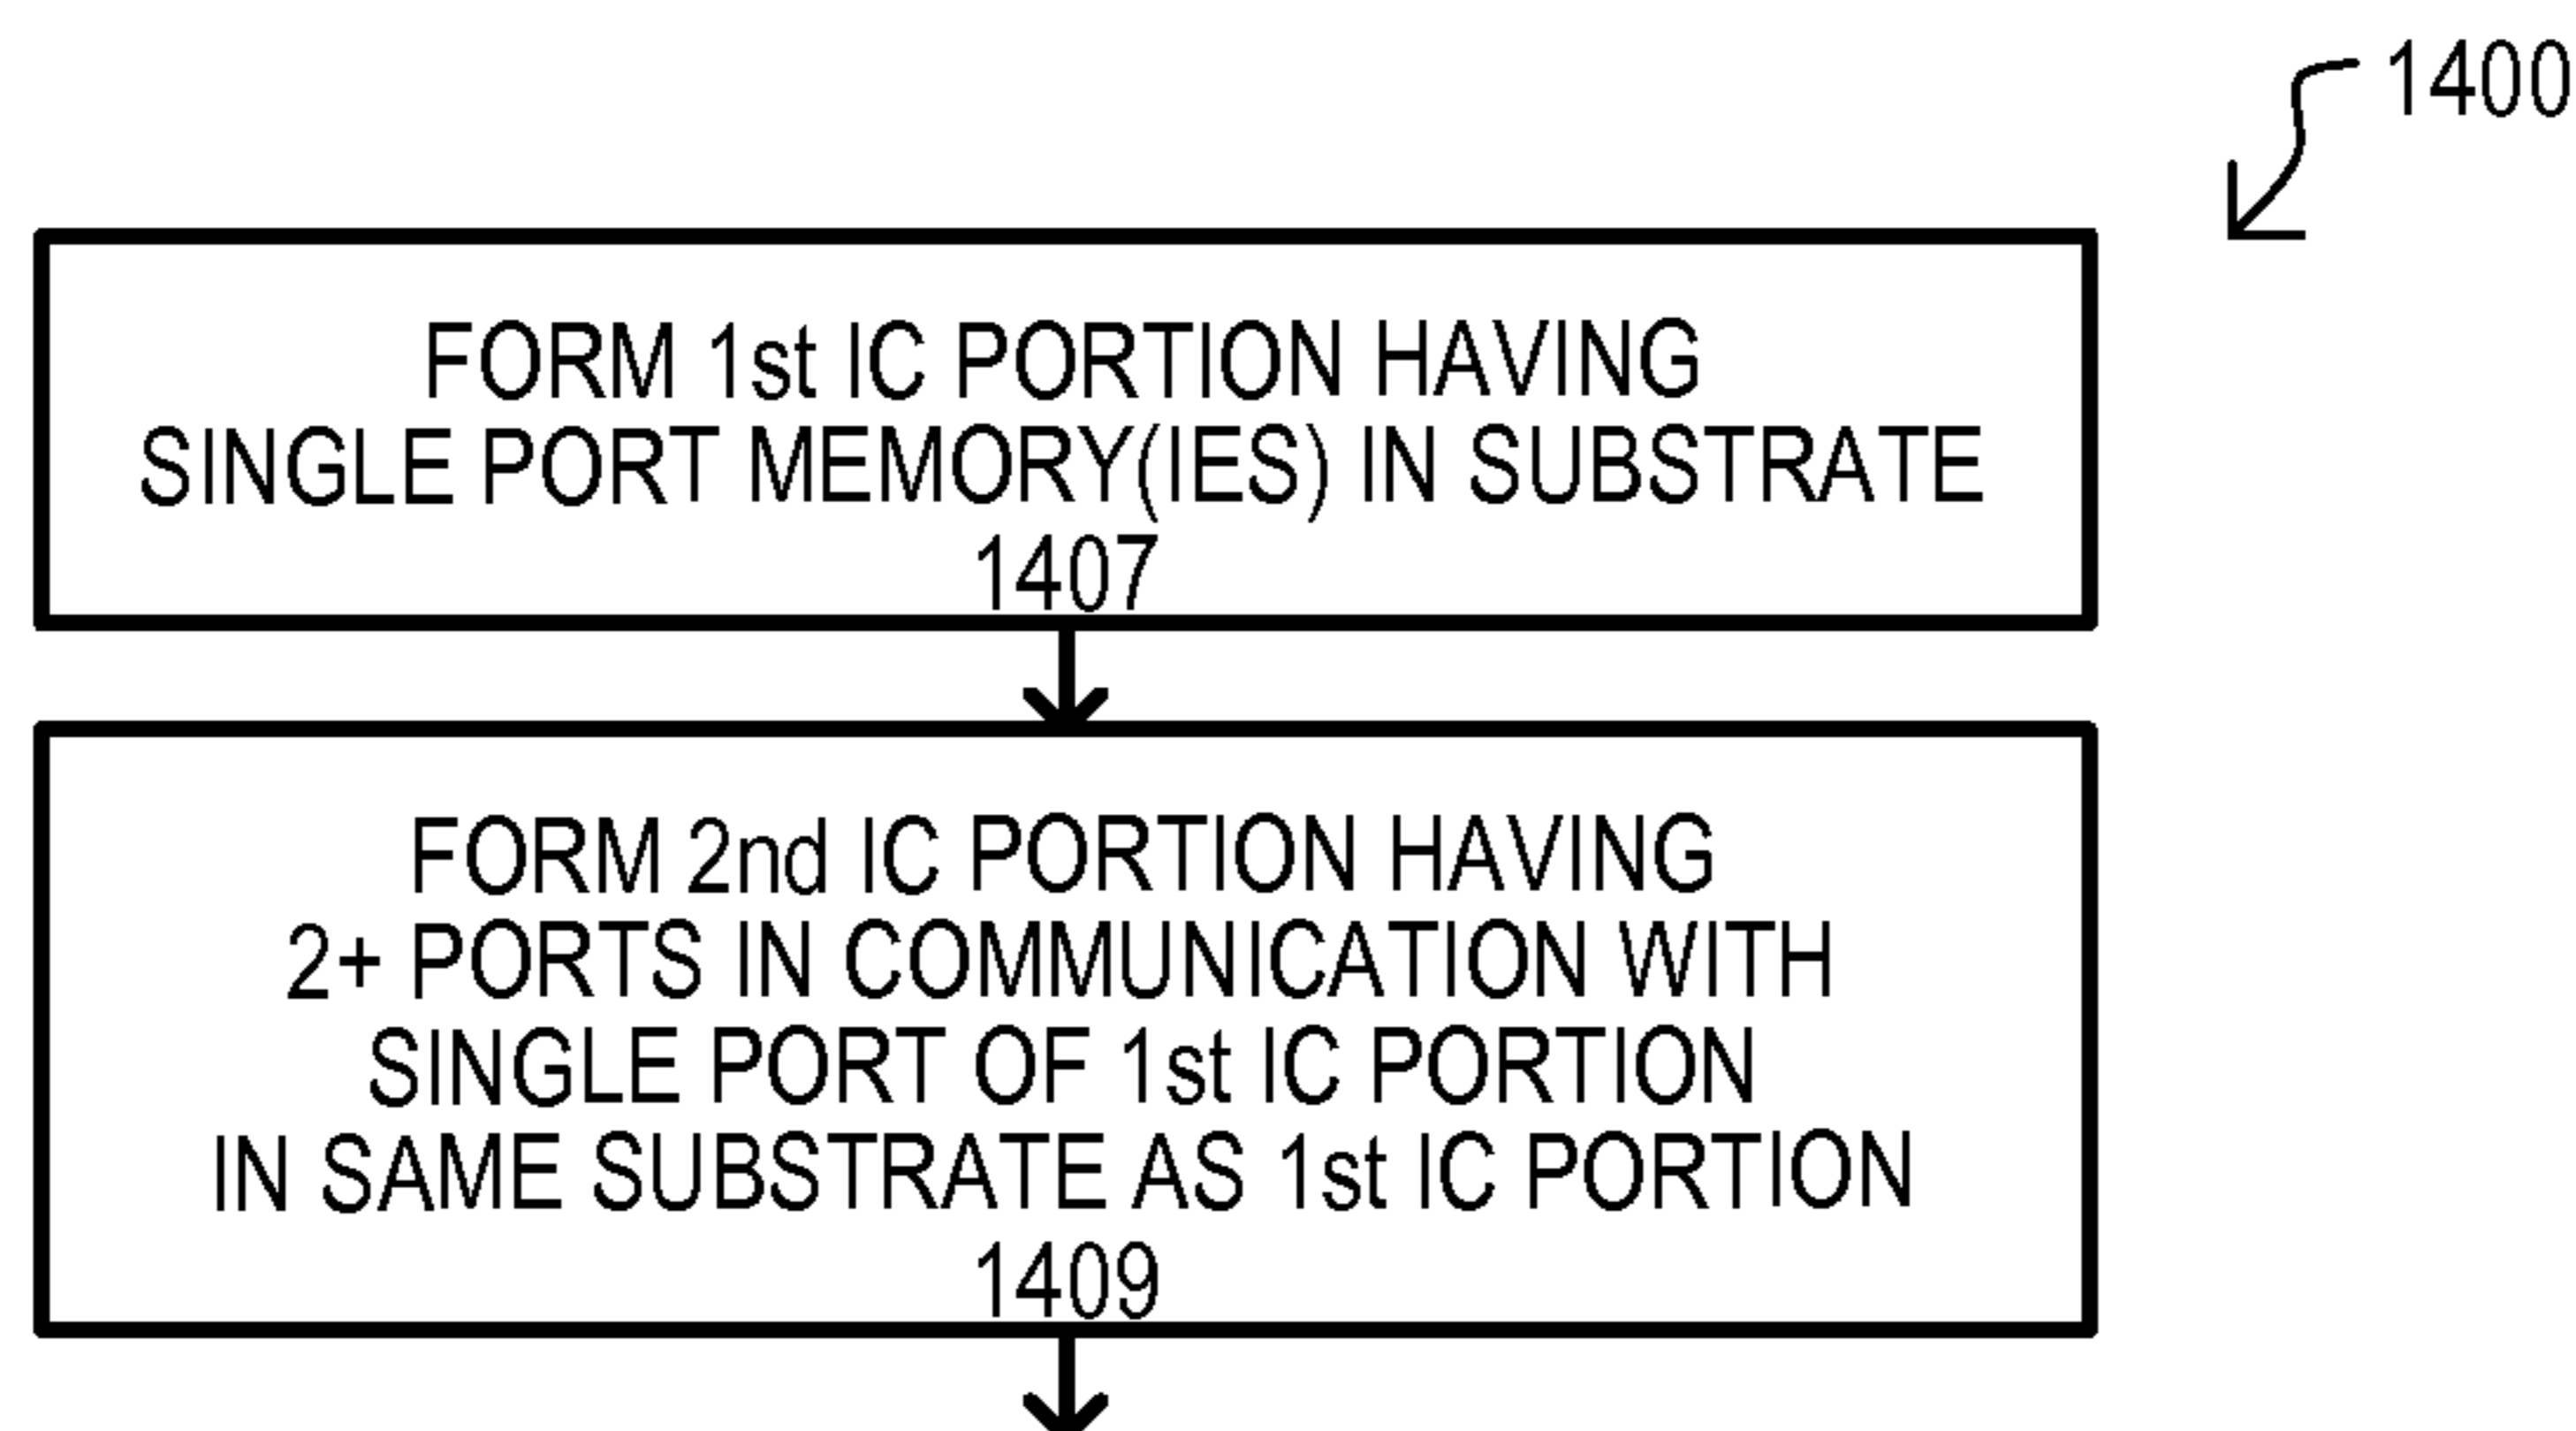 1400
FORM 1st IC PORTION HAVING
SINGLE PORT MEMORY(IES) IN SUBSTRATE
1407
FORM 2nd IC PORTION HAVING
2+ PORTS IN COMMUNICATION WITH
SINGLE PORT OF 1st IC PORTION
IN SAME SUBSTRATE AS 1st IC PORTION
1409